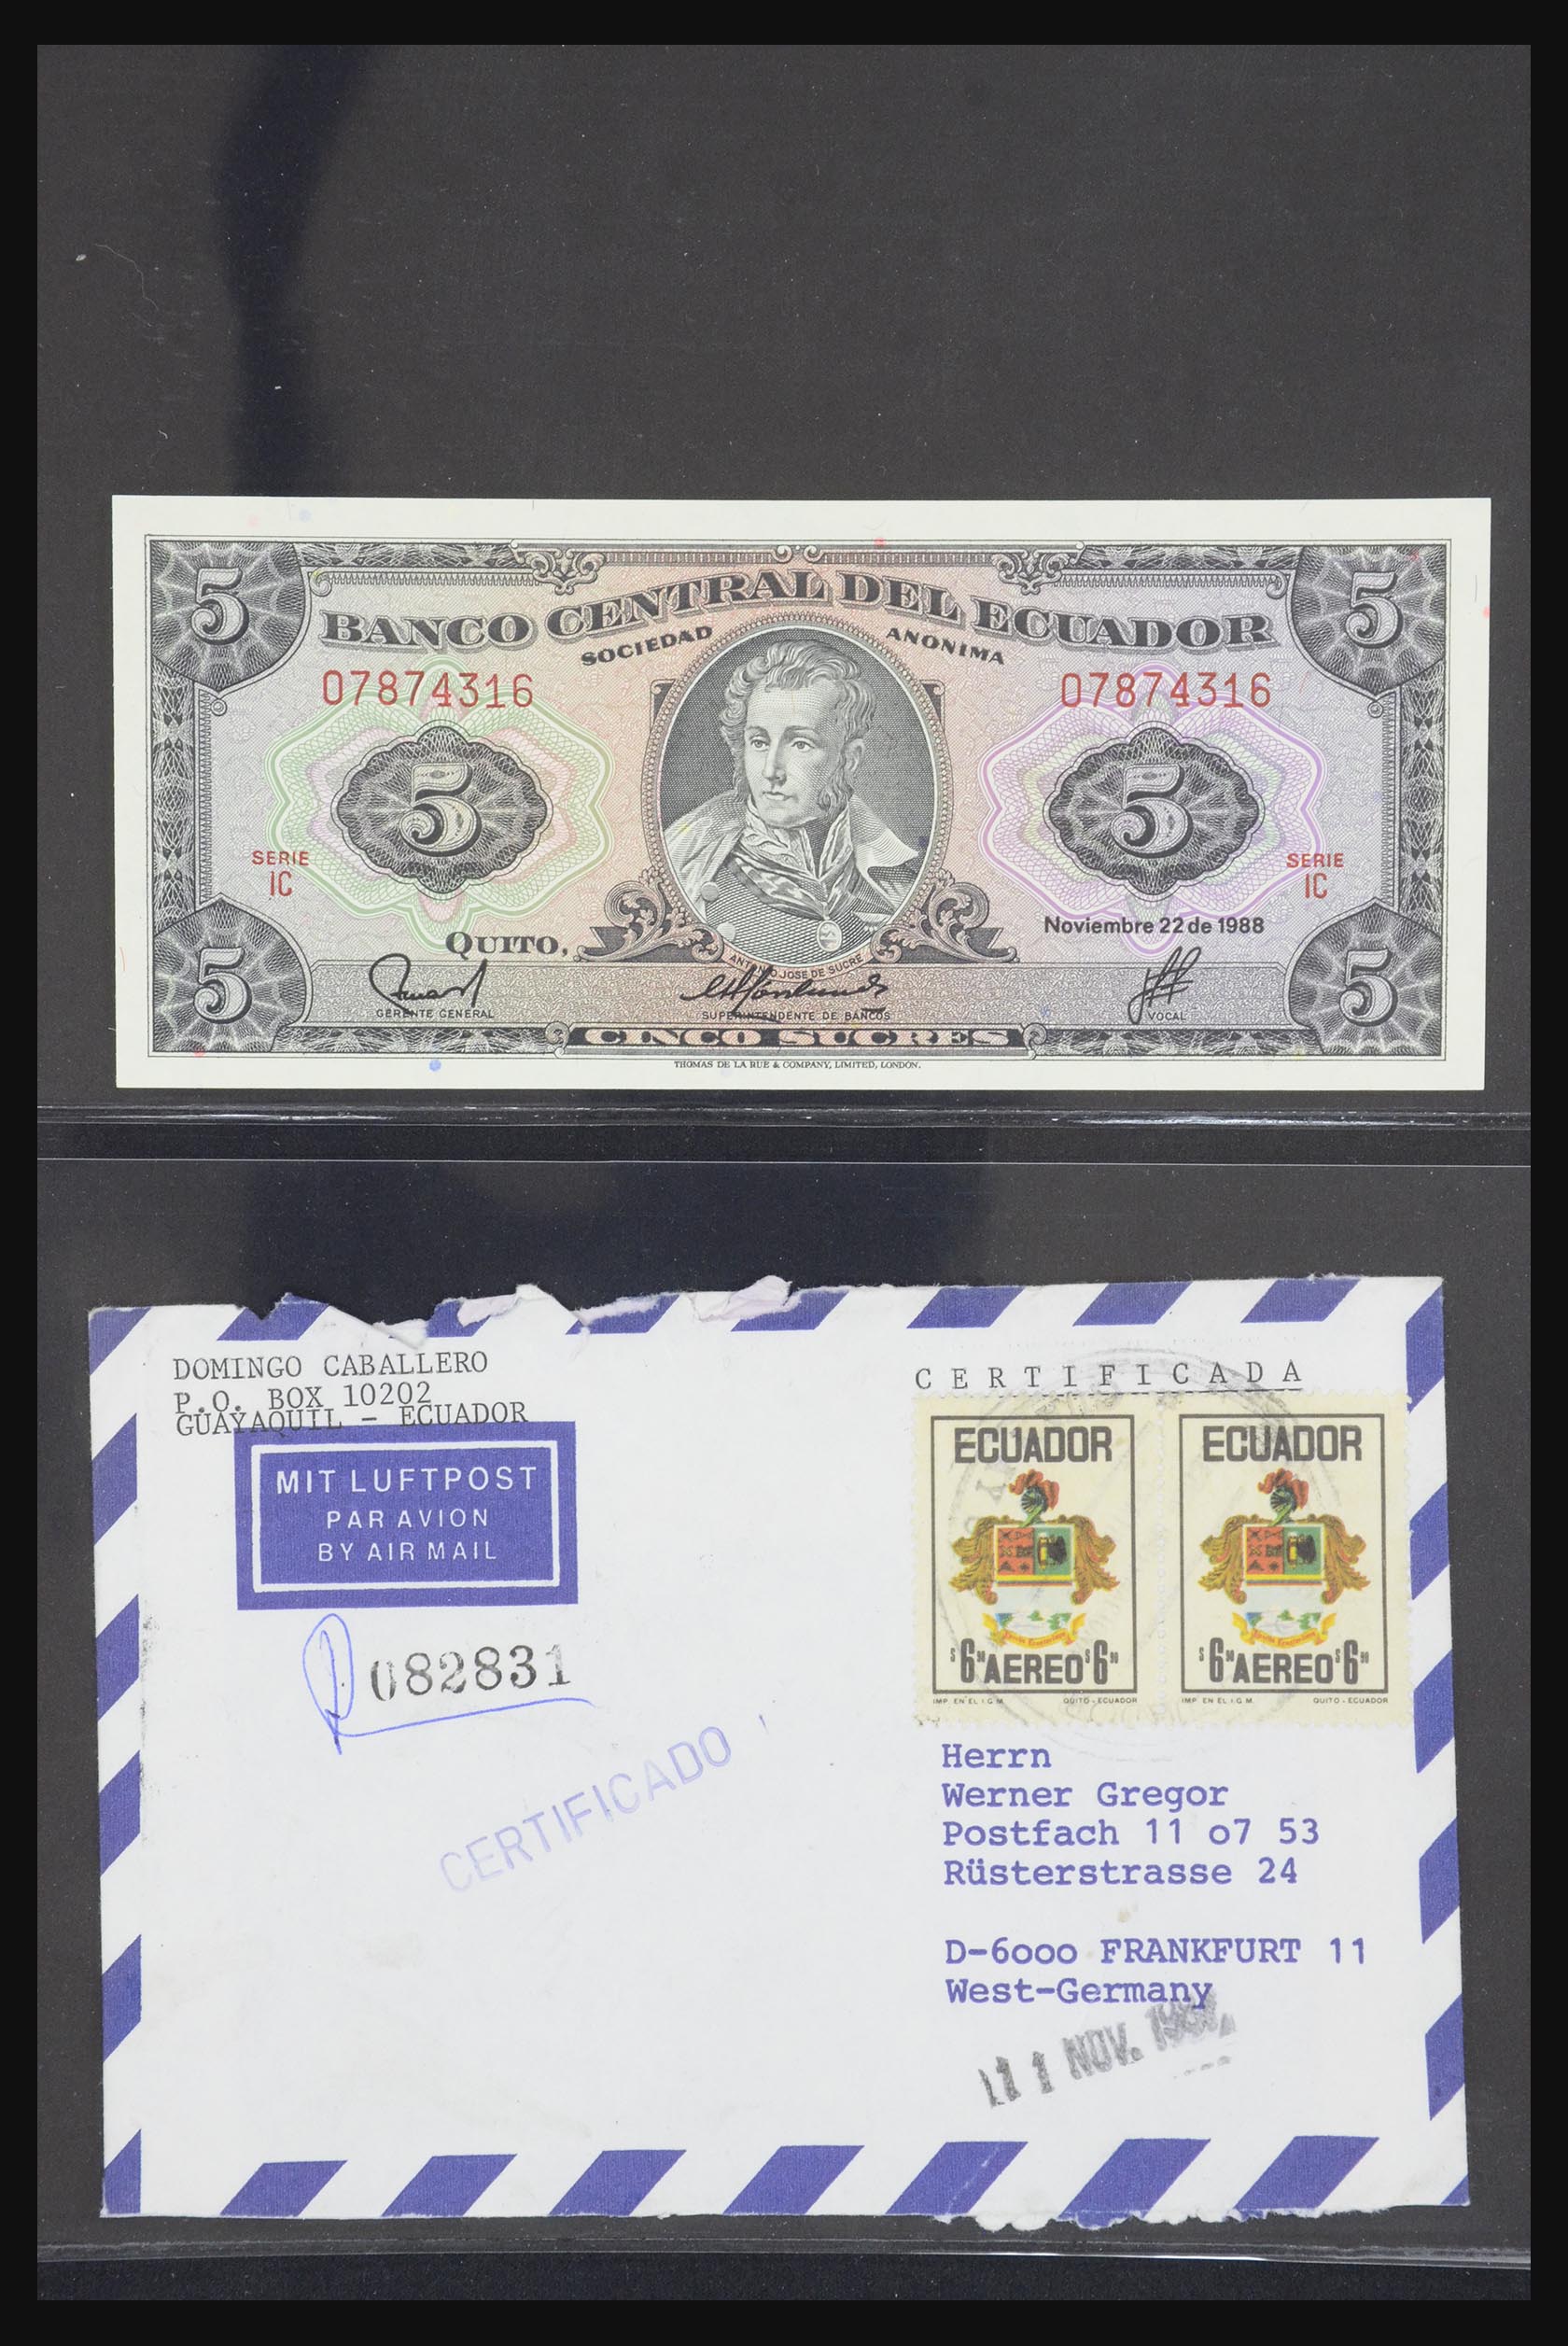 5 5
BANCO CENTRAL DEL ECUADOR
SOCIEDAD ANONIMA
07874316 07874316
5 5
SERIE IC SERIE IC
Noviembre 22 de 1988
QUITO,
ANTONIO JOSE DE SUCRE
5 5
GERENTE GENERAL SUPERINTENDENTE DE BANCOS VOCAL
CINCO SUCRES
THOMAS DE LA RUE & COMPANY, LIMITED, LONDON.
DOMINGO CABALLERO
P.O. BOX 10202
GUAYAQUIL - ECUADOR
CERTIFICADA
MIT LUFTPOST
PAR AVION
BY AIR MAIL
ECUADOR ECUADOR
S/6 AEREO S/6 S/6 AEREO S/6
IMP. EN EL I.G.M. QUITO - ECUADOR IMP. EN EL I.G.M. QUITO - ECUADOR
R 082831
CERTIFICADO
Herrn
Werner Gregor
Postfach 11 o7 53
Rüsterstrasse 24
D-6ooo FRANKFURT 11
West-Germany
11 NOV.